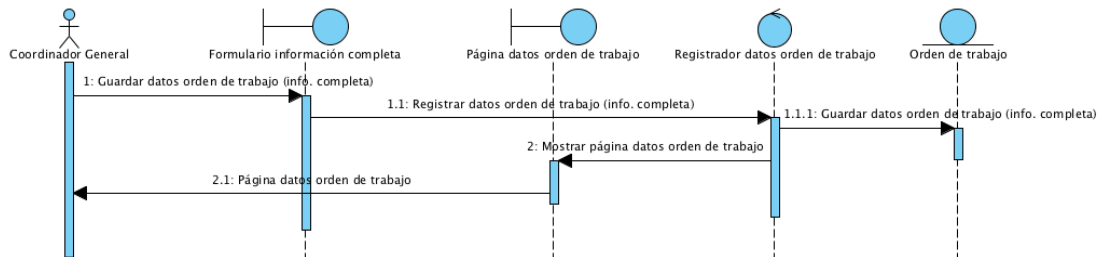 Coordinador General
Formulario información completa
Página datos orden de trabajo
Registrador datos orden de trabajo
Orden de trabajo
1: Guardar datos orden de trabajo (info. completa)
1.1: Registrar datos orden de trabajo (info. completa)
1.1.1: Guardar datos orden de trabajo (info. completa)
2: Mostrar página datos orden de trabajo
2.1: Página datos orden de trabajo